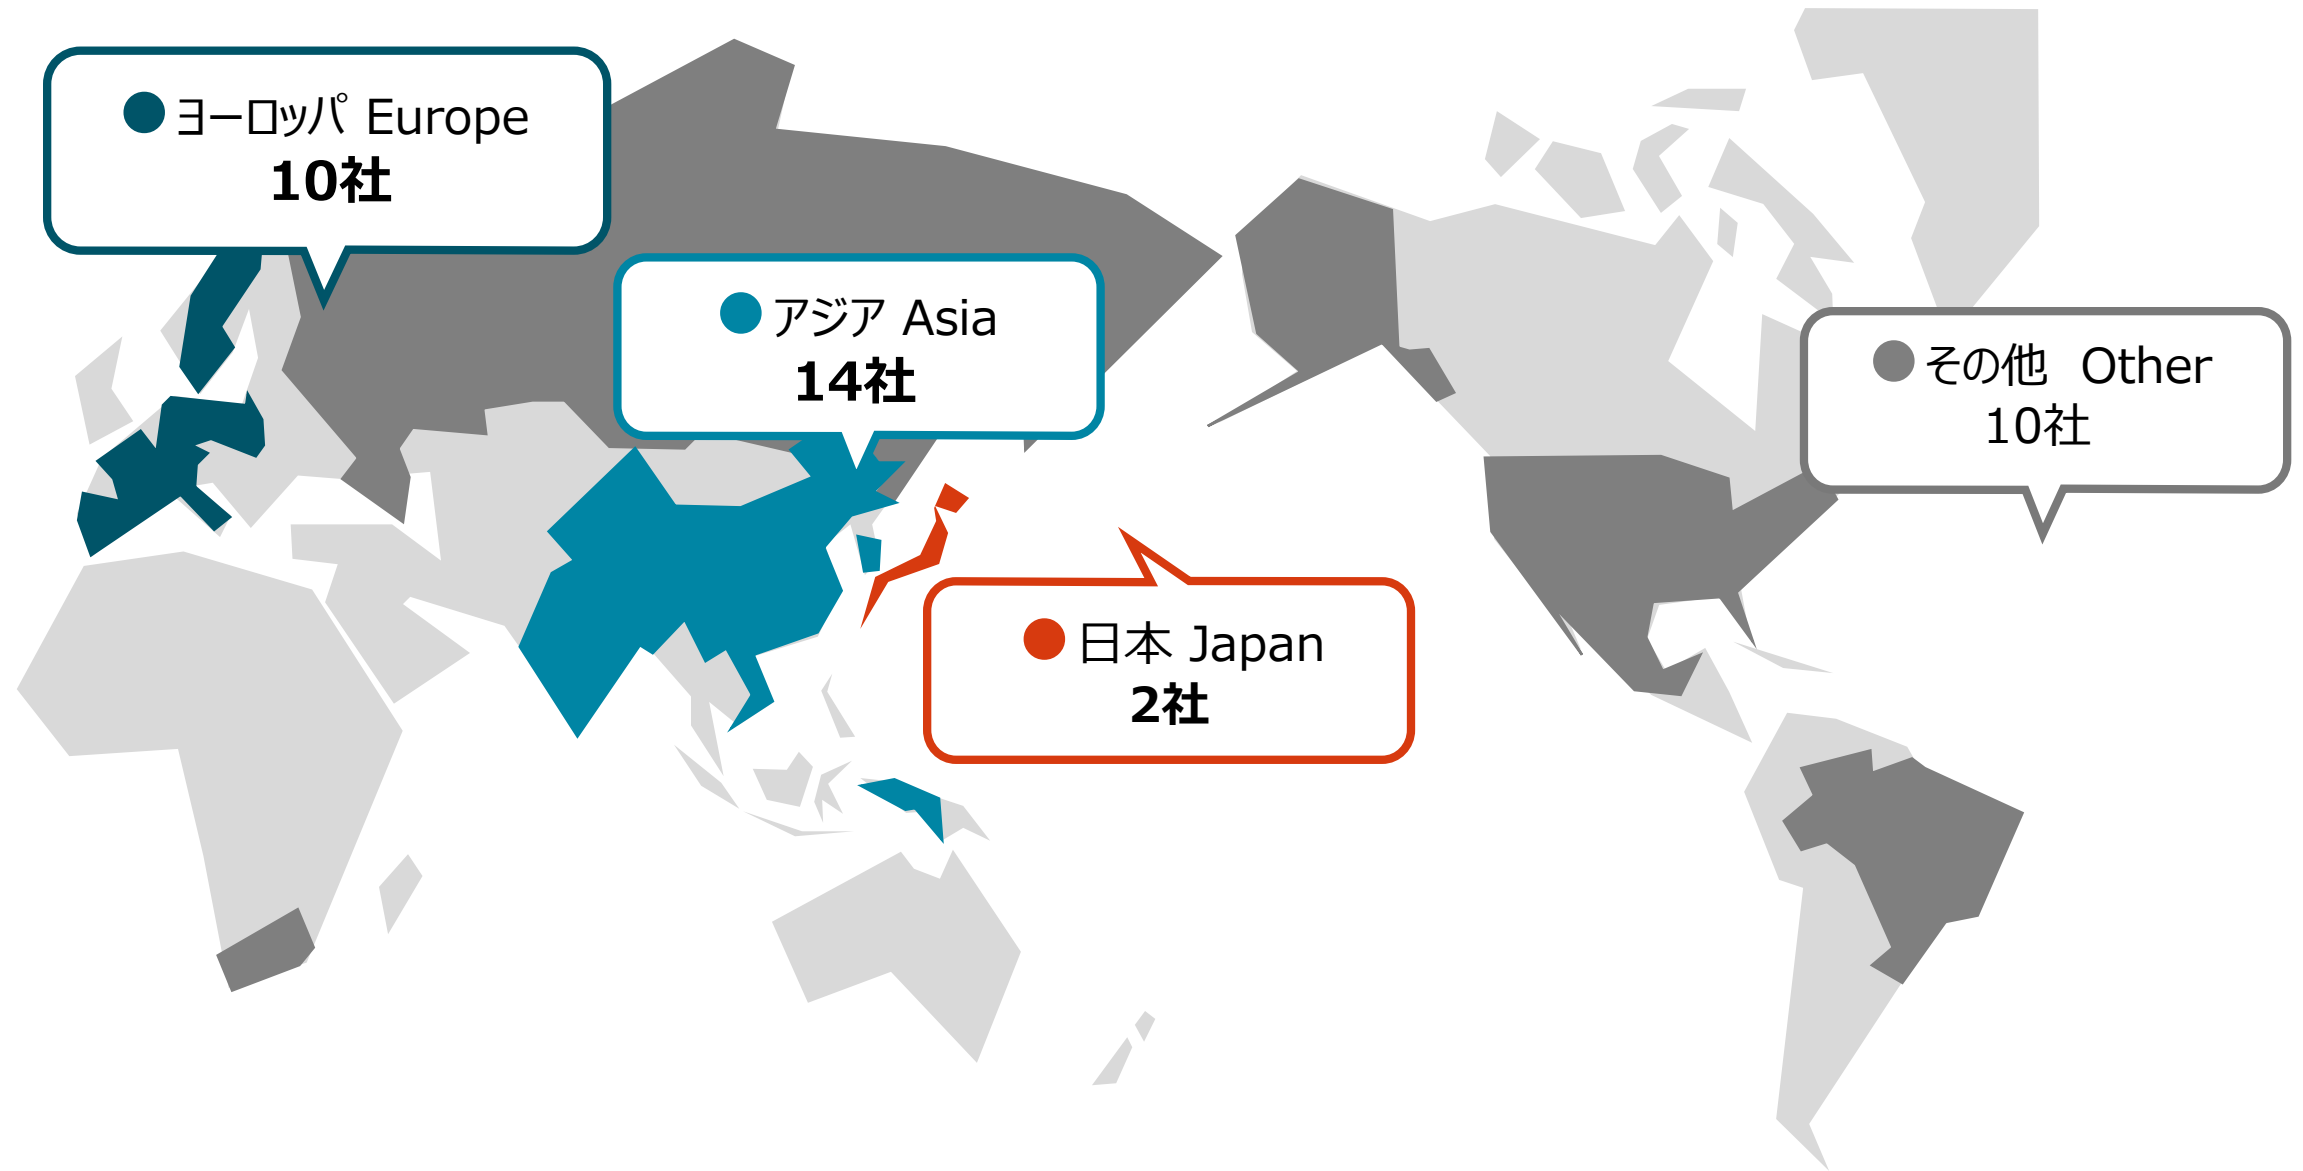 ヨーロッパ Europe
10社
アジア Asia
14社
その他 Other
10社
日本 Japan
2社